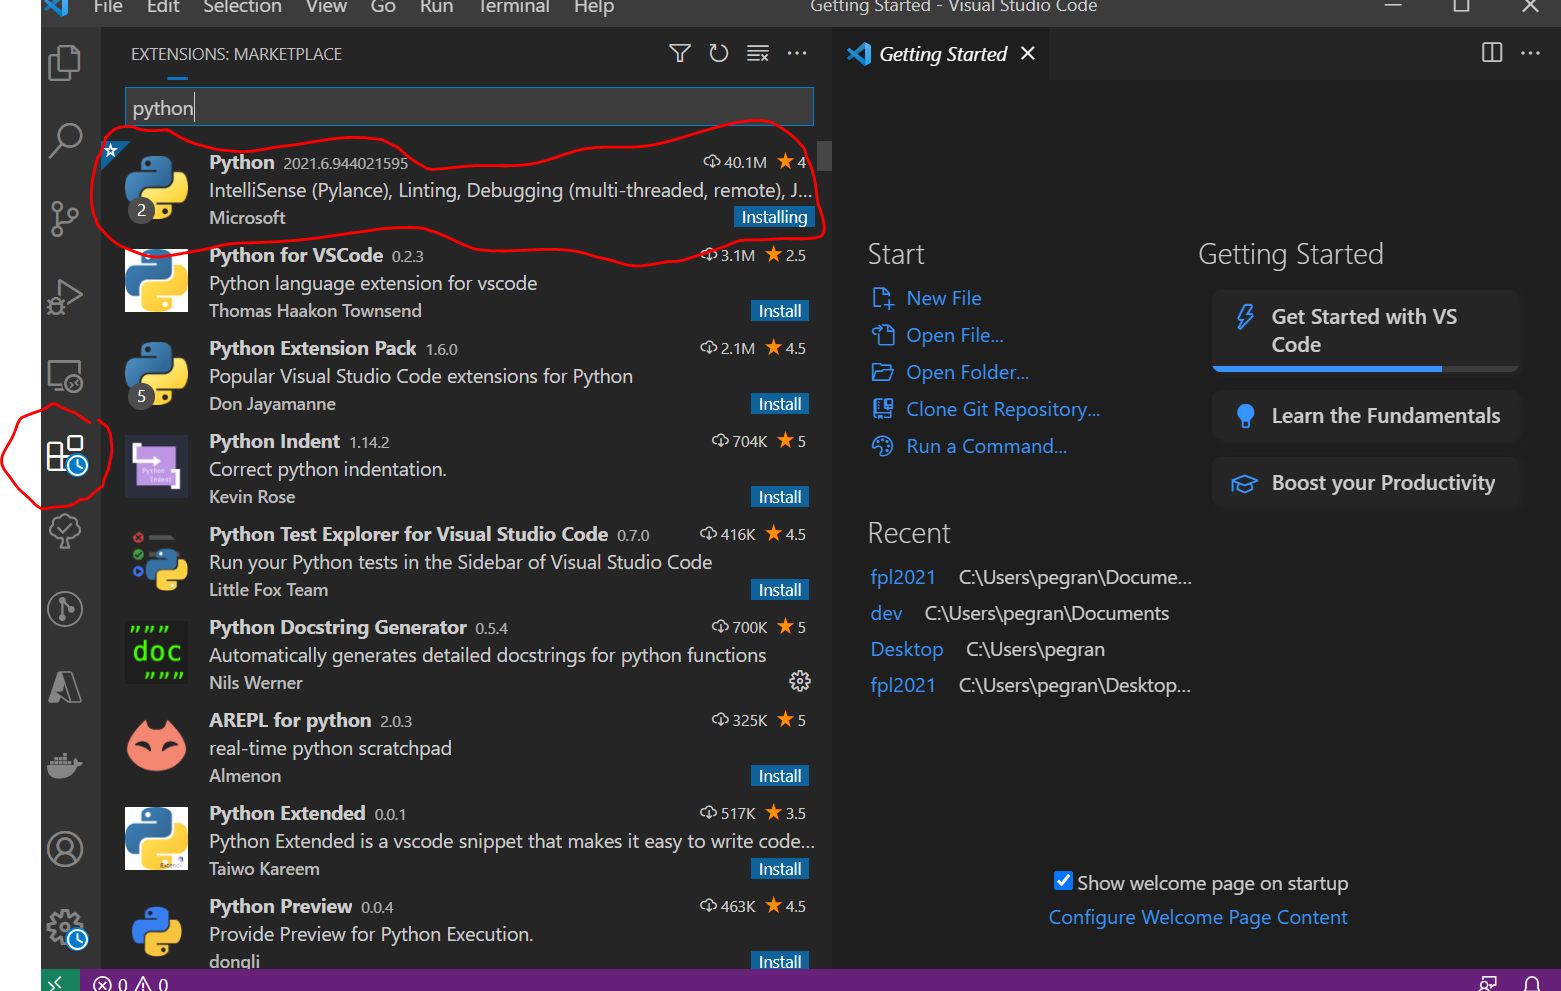 File Edit Selection View Go Run Terminal Help Getting Started - Visual Studio Code
EXTENSIONS: MARKETPLACE
Getting Started
python
Python 2021.6.944021595 40.1M 4
IntelliSense (Pylance), Linting, Debugging (multi-threaded, remote), J...
2
Microsoft Installing
Python for VSCode 0.2.3 3.1M 2.5
Python language extension for vscode
Thomas Haakon Townsend Install
Python Extension Pack 1.6.0 2.1M 4.5
Popular Visual Studio Code extensions for Python
5
Don Jayamanne Install
Python Indent 1.14.2 704K 5
Correct python indentation.
Python
Indent
Kevin Rose Install
Python Test Explorer for Visual Studio Code 0.7.0 416K 4.5
Run your Python tests in the Sidebar of Visual Studio Code
Little Fox Team Install
Python Docstring Generator 0.5.4 700K 5
"""
doc
"""
Automatically generates detailed docstrings for python functions
Nils Werner
AREPL for python 2.0.3 325K 5
real-time python scratchpad
Almenon Install
Python Extended 0.0.1 517K 3.5
Python Extended is a vscode snippet that makes it easy to write code...
Taiwo Kareem Install
Python Preview 0.0.4 463K 4.5
Provide Preview for Python Execution.
dongli Install
Start
New File
Open File...
Open Folder...
Clone Git Repository...
Run a Command...
Recent
fpl2021 C:\Users\pegran\Docume...
dev C:\Users\pegran\Documents
Desktop C:\Users\pegran
fpl2021 C:\Users\pegran\Desktop...
Getting Started
Get Started with VS
Code
Learn the Fundamentals
Boost your Productivity
Show welcome page on startup
Configure Welcome Page Content
0 0